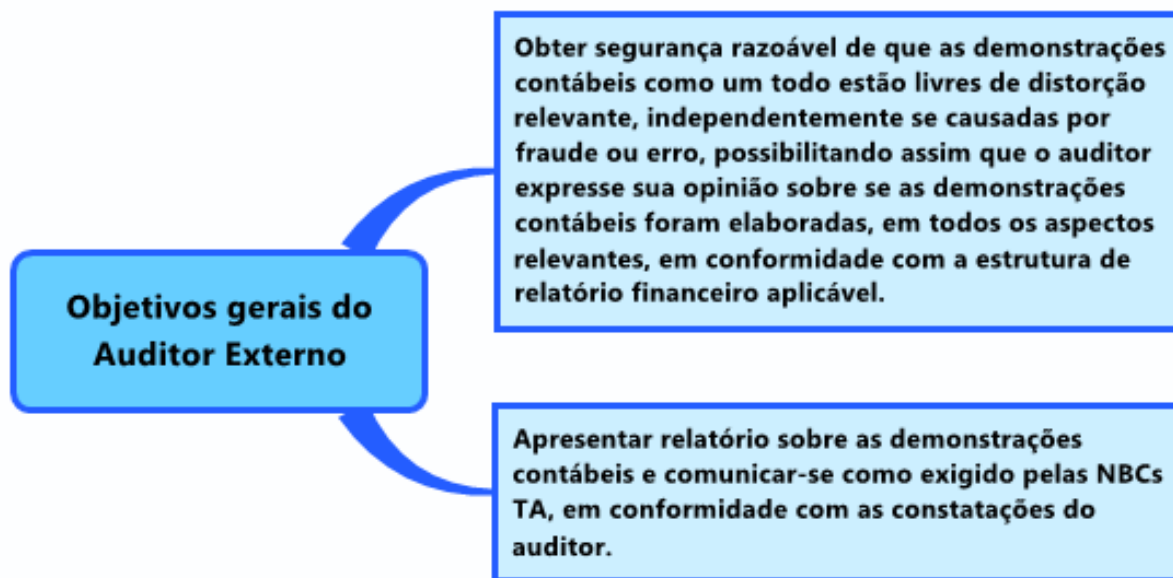 Obter segurança razoável de que as demonstrações
contábeis como um todo estão livres de distorção
relevante, independentemente se causadas por
fraude ou erro, possibilitando assim que o auditor
expresse sua opinião sobre se as demonstrações
contábeis foram elaboradas, em todos os aspectos
relevantes, em conformidade com a estrutura de
relatório financeiro aplicável.
Objetivos gerais do
Auditor Externo
Apresentar relatório sobre as demonstrações
contábeis e comunicar-se como exigido pelas NBCs
TA, em conformidade com as constatações do
auditor.